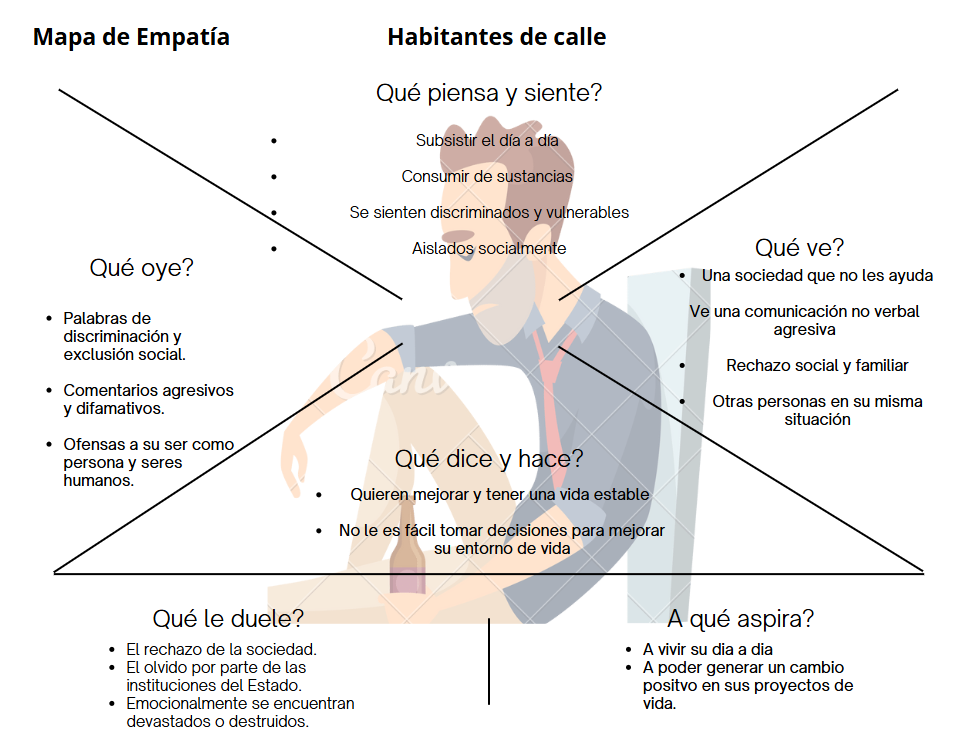 Mapa de Empatía
Habitantes de calle
Qué piensa y siente?
• Subsistir el día a día
• Consumir de sustancias
• Se sienten discriminados y vulnerables
• Aislados socialmente
Qué oye?
• Palabras de
discriminación y
exclusión social.
• Comentarios agresivos
y difamativos.
• Ofensas a su ser como
persona y seres
humanos.
Qué ve?
• Una sociedad que no les ayuda
Ve una comunicación no verbal
agresiva
• Rechazo social y familiar
• Otras personas en su misma
situación
Qué dice y hace?
• Quieren mejorar y tener una vida estable
• No le es fácil tomar decisiones para mejorar
su entorno de vida
Qué le duele?
• El rechazo de la sociedad.
• El olvido por parte de las
instituciones del Estado.
• Emocionalmente se encuentran
devastados o destruidos.
A qué aspira?
• A vivir su dia a dia
• A poder generar un cambio
positvo en sus proyectos de
vida.